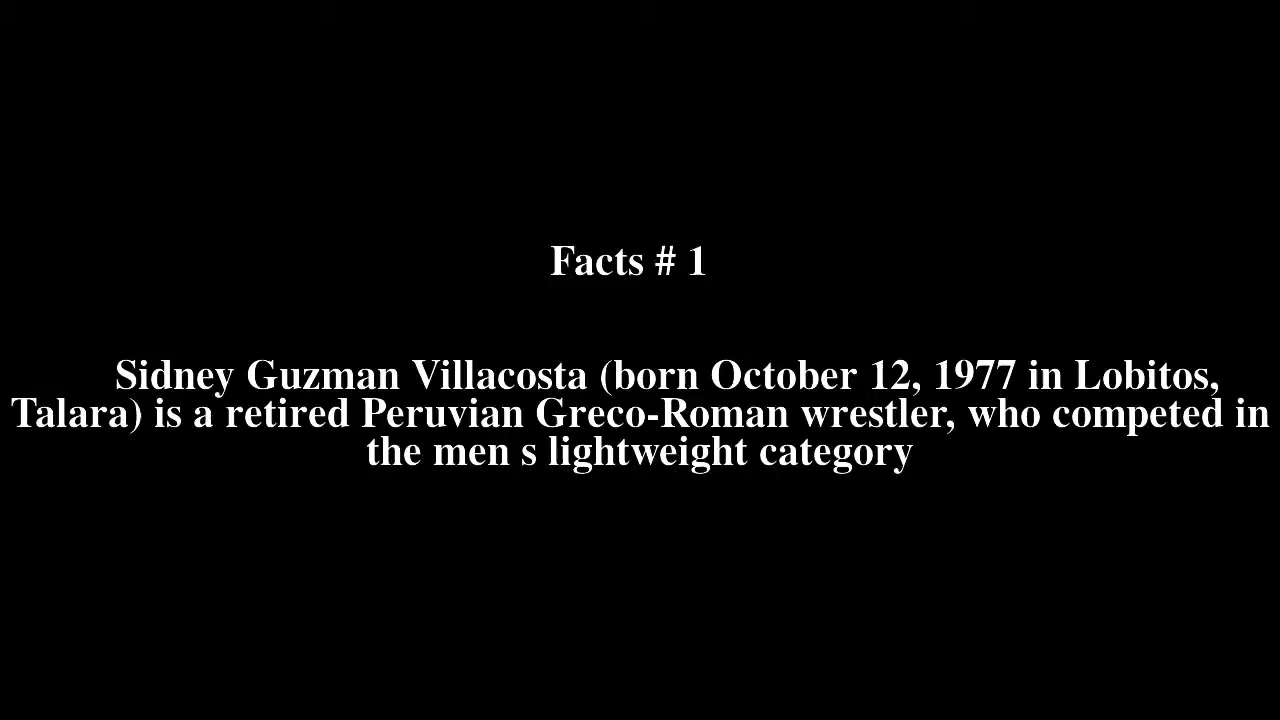 Facts # 1
Sidney Guzman Villacosta (born October 12, 1977 in Lobitos,
Talara) is a retired Peruvian Greco-Roman wrestler, who competed in
the men s lightweight category